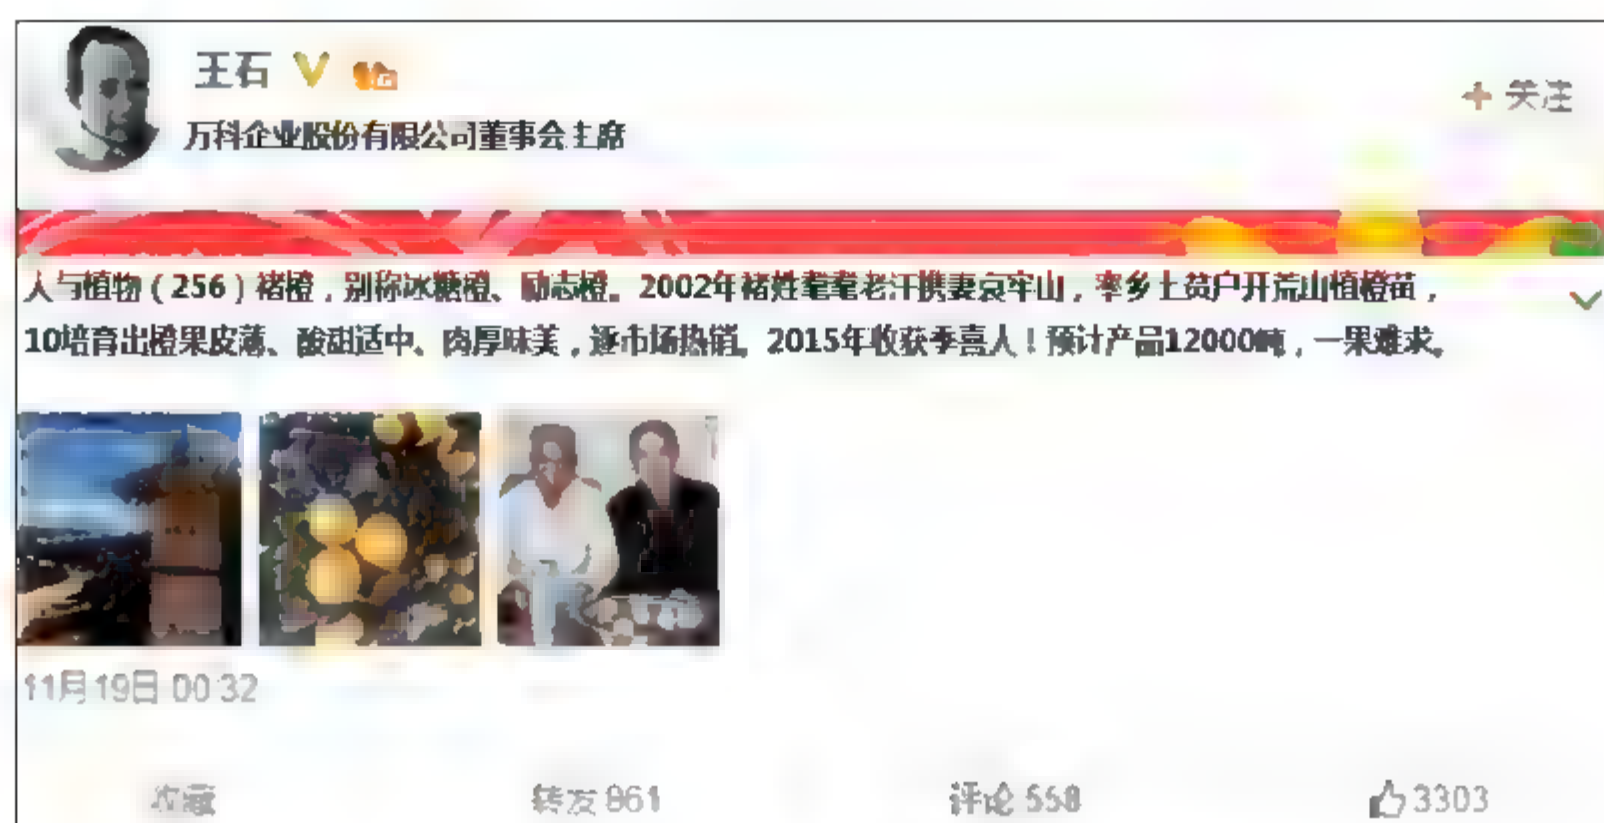 王石
万科企业股份有限公司董事会主席
+ 关注
人与植物（256）褚橙，别称冰糖橙、励志橙。2002年褚姓耄耋老汗携妻哀牢山，率乡土贫户开荒山植橙苗，
10培育出橙果皮薄、酸甜适中、肉厚味美，逐市场热销。2015年收获季喜人！预计产品12000吨，一果难求。
11月19日 00:32
收藏
转发 861
评论 558
3303